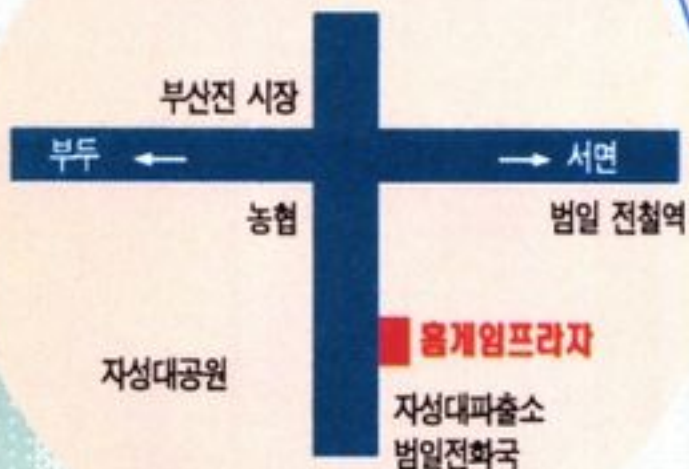 부산진 시장
부두 ← → 서면
농협
범일 전철역
홈게임프라자
자성대공원
자성대파출소
범일전화국